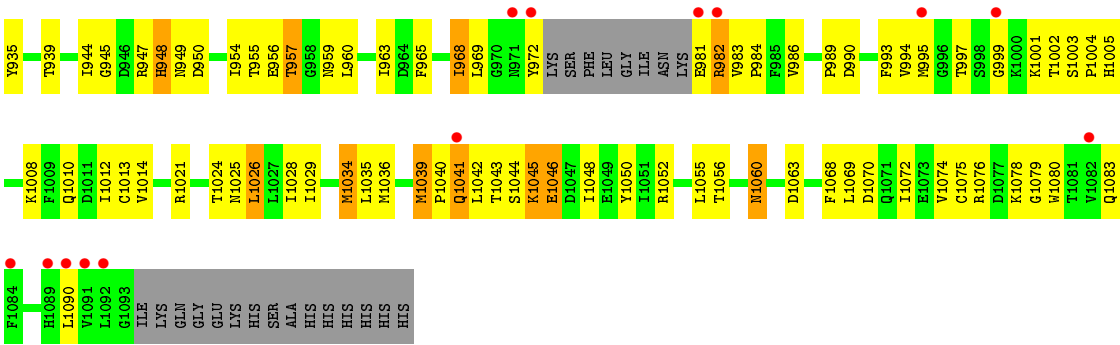 Y935 T939 I944 G945 D946 R947 H948 N949 D950 I954 T955 E956 T957 G958 N959 L960 I963 D964 F965 I968 L969 G970 N971 Y972 LYS SER PHE LEU GLY ILE ASN LYS E981 R982 V983 P984 F985 V986 P989 D990 F993 V994 M995 G996 T997 S998 G999 K1000 K1001 T1002 S1003 P1004 H1005
K1008 F1009 Q1010 D1011 I1012 C1013 V1014 R1021 T1024 N1025 L1026 L1027 I1028 I1029 M1034 L1035 M1036 M1039 P1040 Q1041 L1042 T1043 S1044 K1045 E1046 D1047 I1048 E1049 Y1050 I1051 R1052 L1055 T1056 N1060 D1063 F1068 L1069 D1070 Q1071 I1072 E1073 V1074 C1075 R1076 D1077 K1078 G1079 W1080 T1081 V1082 Q1083
F1084 H1089 L1090 V1091 L1092 G1093 ILE LYS GLN GLY GLU LYS HIS SER ALA HIS HIS HIS HIS HIS HIS